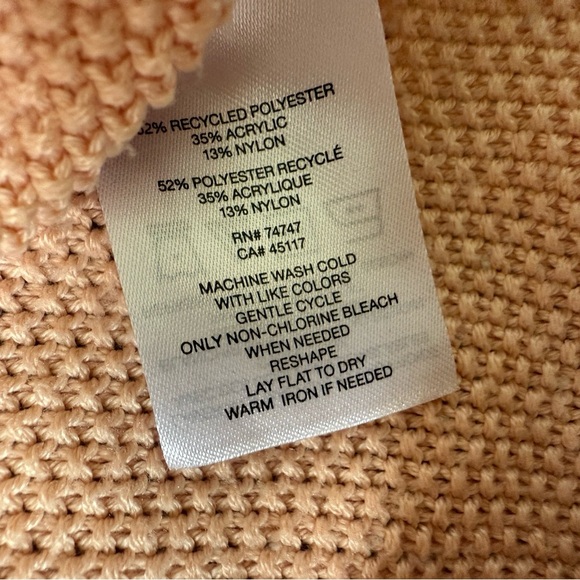 52% RECYCLED POLYESTER
35% ACRYLIC
13% NYLON
52% POLYESTER RECYCLÉ
35% ACRYLIQUE
13% NYLON
RN# 74747
CA# 45117
MACHINE WASH COLD
WITH LIKE COLORS
GENTLE CYCLE
ONLY NON-CHLORINE BLEACH
WHEN NEEDED
RESHAPE
LAY FLAT TO DRY
WARM IRON IF NEEDED